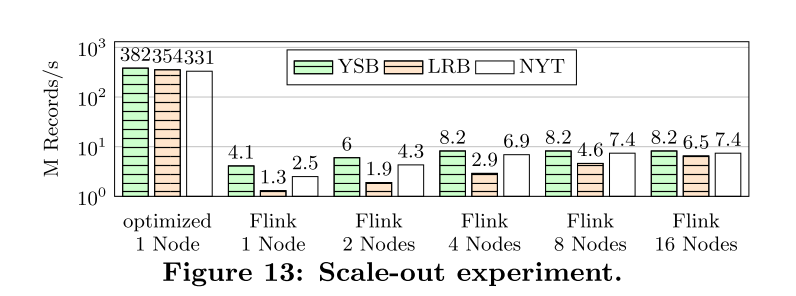 10^3
10^2
10^1
10^0
M Records/s
YSB LRB NYT
382 354 331
4.1 1.3 2.5
6 1.9 4.3
8.2 2.9 6.9
8.2 4.6 7.4
8.2 6.5 7.4
optimized
1 Node
Flink
1 Node
Flink
2 Nodes
Flink
4 Nodes
Flink
8 Nodes
Flink
16 Nodes
Figure 13: Scale-out experiment.